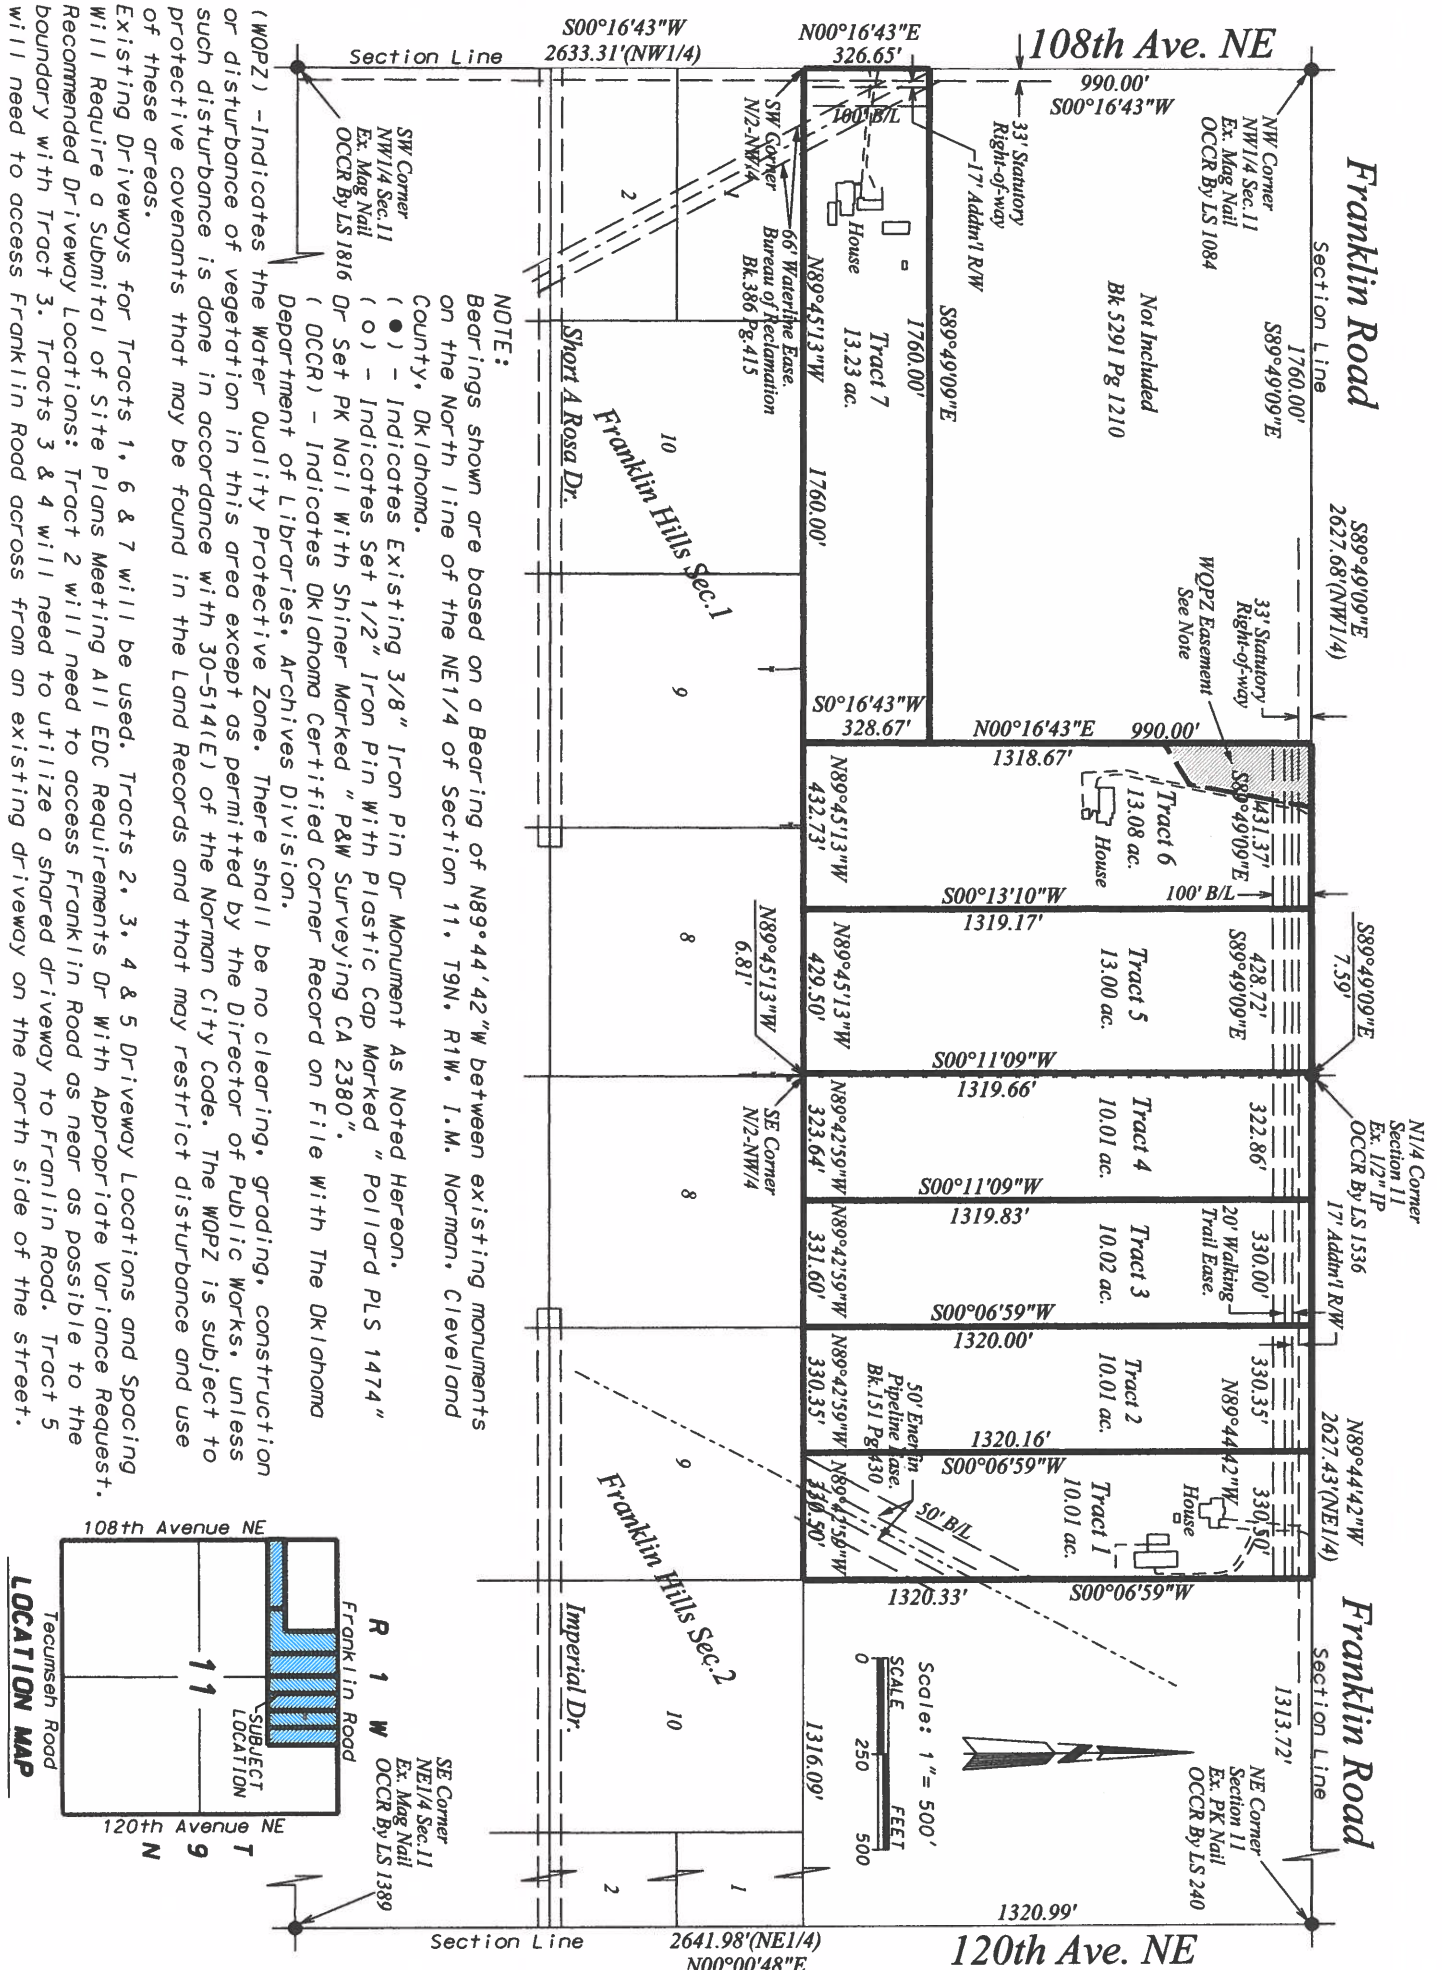 Franklin Road
Section Line
1760.00'
S89°49'09"E
S89°49'09"E
2627.68'(NW1/4)
S89°49'09"E
7.59'
N1/4 Corner
Section 11
Ex. 1/2" IP
OCCR By LS 1536
17' Addtn'l R/W
N89°44'42"W
2627.43'(NE1/4)
Franklin Road
Section Line
1313.72'
NE Corner
Section 11
Ex. PK Nail
OCCR By LS 240
108th Ave. NE
990.00'
S00°16'43"W
NW Corner
NW1/4 Sec.11
Ex. Mag Nail
OCCR By LS 1084
33' Statutory
Right-of-way
17' Addtn'l R/W
Not Included
Bk 5291 Pg 1210
33' Statutory
Right-of-way
WQPZ Easement
See Note
N00°16'43"E
326.65'
S00°16'43"W
2633.31'(NW1/4)
Section Line
100' B/L
House
S89°49'09"E
1760.00'
Tract 7
13.23 ac.
N89°45'13"W
1760.00'
S0°16'43"W
328.67'
SW Corner
N/2-NW/4
66' Waterline Ease.
Bureau of Reclamation
Bk.386 Pg.415
N00°16'43"E
990.00'
1318.67'
431.37'
S89°49'09"E
Tract 6
13.08 ac.
House
N89°45'13"W
432.73'
100' B/L
S00°13'10"W
1319.17'
428.72'
S89°49'09"E
Tract 5
13.00 ac.
N89°45'13"W
429.50'
N89°45'13"W
6.81'
S00°11'09"W
1319.66'
322.86'
Tract 4
10.01 ac.
N89°42'59"W
323.64'
SE Corner
N/2-NW/4
S00°11'09"W
1319.83'
330.00'
20' Walking
Trail Ease.
Tract 3
10.02 ac.
N89°42'59"W
331.60'
S00°06'59"W
1320.00'
330.35'
N89°44'42"W
Tract 2
10.01 ac.
N89°42'59"W
330.35'
1320.16'
S00°06'59"W
330.50'
House
Tract 1
10.01 ac.
N89°42'59"W
330.50'
50' Enerfin
Pipeline Ease.
Bk.151 Pg.430
50' B/L
S00°06'59"W
1320.33'
Scale: 1"= 500'
0 250 500
SCALE FEET
1316.09'
1320.99'
120th Ave. NE
2641.98'(NE1/4)
N00°00'48"E
Section Line
1
2
10
9
8
Franklin Hills Sec.1
Short A Rosa Dr.
8
9
10
1
2
Franklin Hills Sec.2
Imperial Dr.
SW Corner
NW1/4 Sec.11
Ex. Mag Nail
OCCR By LS 1816
SE Corner
NE1/4 Sec.11
Ex. Mag Nail
OCCR By LS 1389
NOTE:
Bearings shown are based on a Bearing of N89°44'42"W between existing monuments
on the North line of the NE1/4 of Section 11, T9N, R1W, I.M. Norman, Cleveland
County, Oklahoma.
( ● ) - Indicates Existing 3/8" Iron Pin Or Monument As Noted Hereon.
( o ) - Indicates Set 1/2" Iron Pin With Plastic Cap Marked "Pollard PLS 1474"
Or Set PK Nail With Shiner Marked "P&W Surveying CA 2380".
( OCCR) - Indicates Oklahoma Certified Corner Record on File With The Oklahoma
Department of Libraries, Archives Division.
(WQPZ) -Indicates the Water Quality Protective Zone. There shall be no clearing, grading, construction
or disturbance of vegetation in this area except as permitted by the Director of Public Works, unless
such disturbance is done in accordance with 30-514(E) of the Norman City Code. The WQPZ is subject to
protective covenants that may be found in the Land Records and that may restrict disturbance and use
of these areas.
Existing Driveways for Tracts 1, 6 & 7 will be used. Tracts 2, 3, 4 & 5 Driveway Locations and Spacing
Will Require a Submital of Site Plans Meeting All EDC Requirements Or With Appropriate Variance Request.
Recommended Driveway Locations: Tract 2 will need to access Franklin Road as near as possible to the
boundary with Tract 3. Tracts 3 & 4 will need to utilize a shared driveway to Franlin Road. Tract 5
will need to access Franklin Road across from an existing driveway on the north side of the street.
R 1 W
Franklin Road
108th Avenue NE
11
SUBJECT
LOCATION
120th Avenue NE
T
9
N
Tecumseh Road
LOCATION MAP